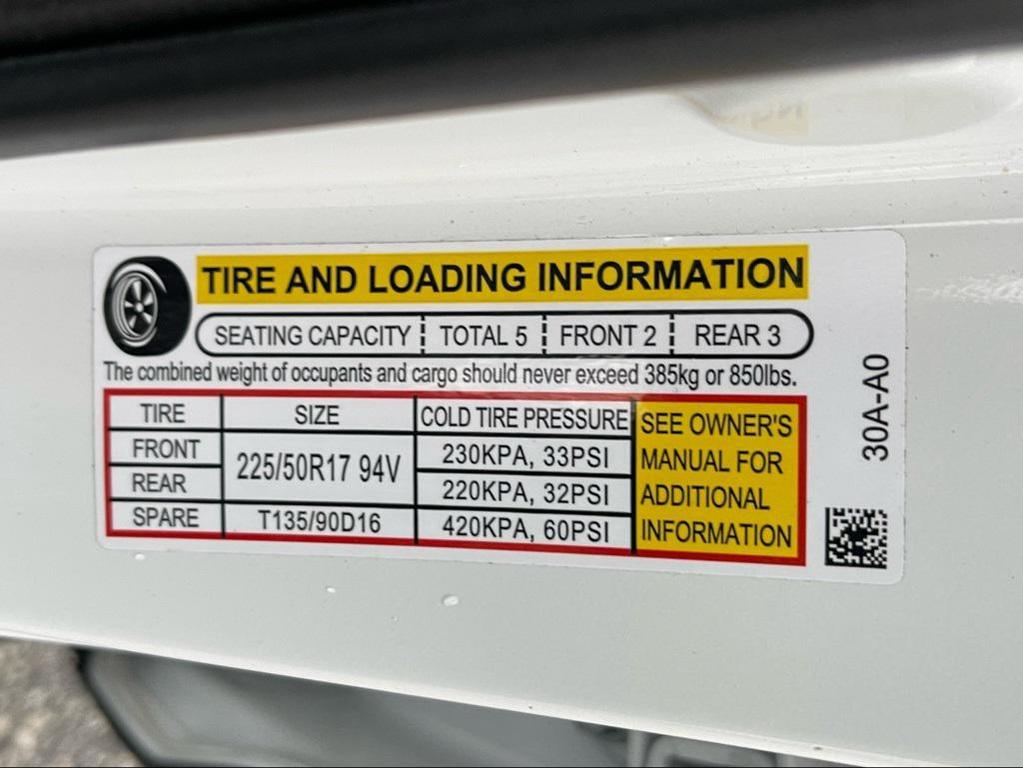 TIRE AND LOADING INFORMATION
SEATING CAPACITY TOTAL 5 FRONT 2 REAR 3
The combined weight of occupants and cargo should never exceed 385kg or 850lbs.
TIRE SIZE COLD TIRE PRESSURE
FRONT 225/50R17 94V 230KPA, 33PSI
REAR 220KPA, 32PSI
SPARE T135/90D16 420KPA, 60PSI
SEE OWNER'S
MANUAL FOR
ADDITIONAL
INFORMATION
30A-A0